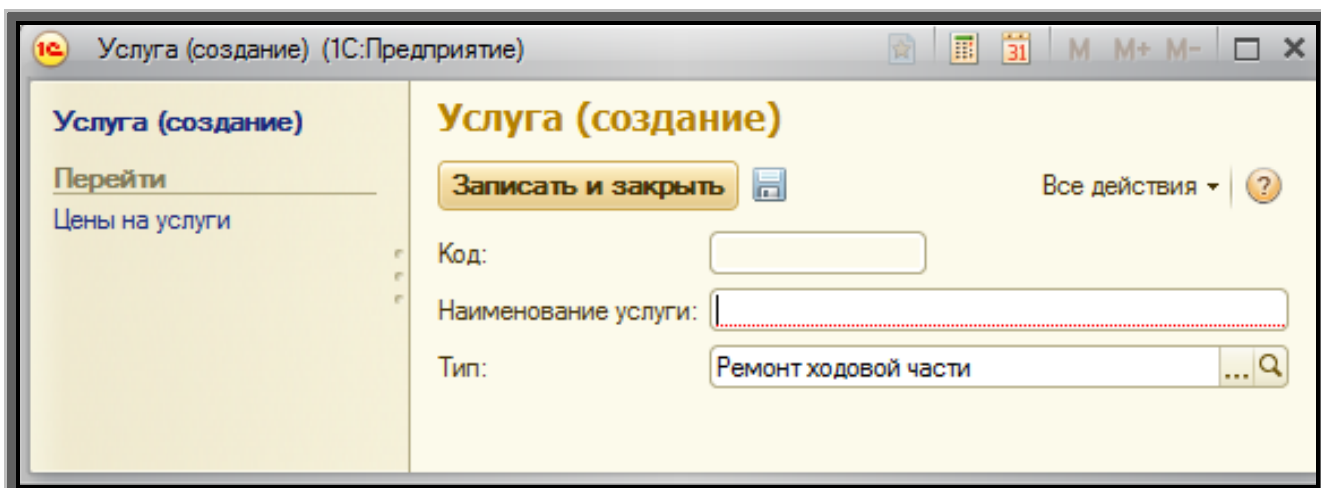 1С Услуга (создание) (1С:Предприятие) 31 M M+ M-
Услуга (создание)
Перейти
Цены на услуги
Услуга (создание)
Записать и закрыть Все действия ?
Код:
Наименование услуги:
Тип: Ремонт ходовой части ...